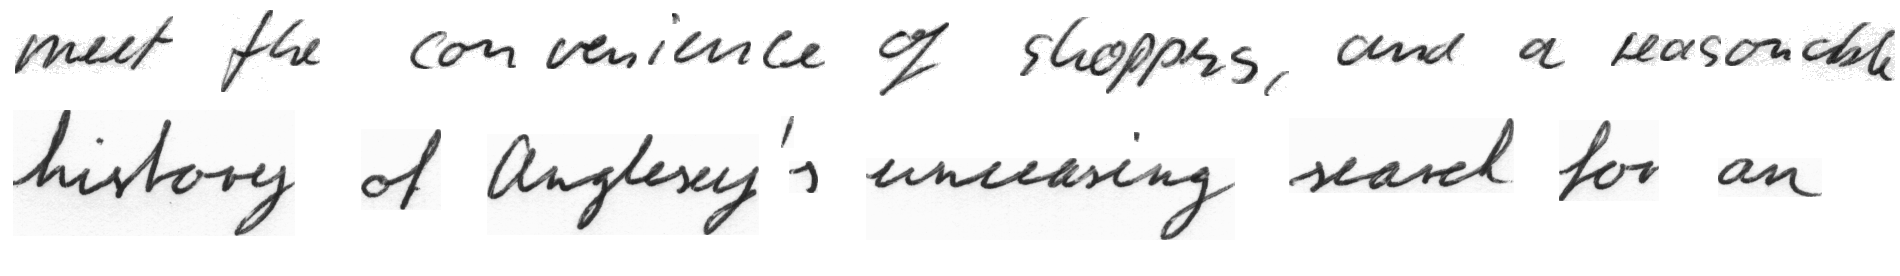 meet the convenience of shoppers, and a reasonable
history of Anglesey's unceasing search for an